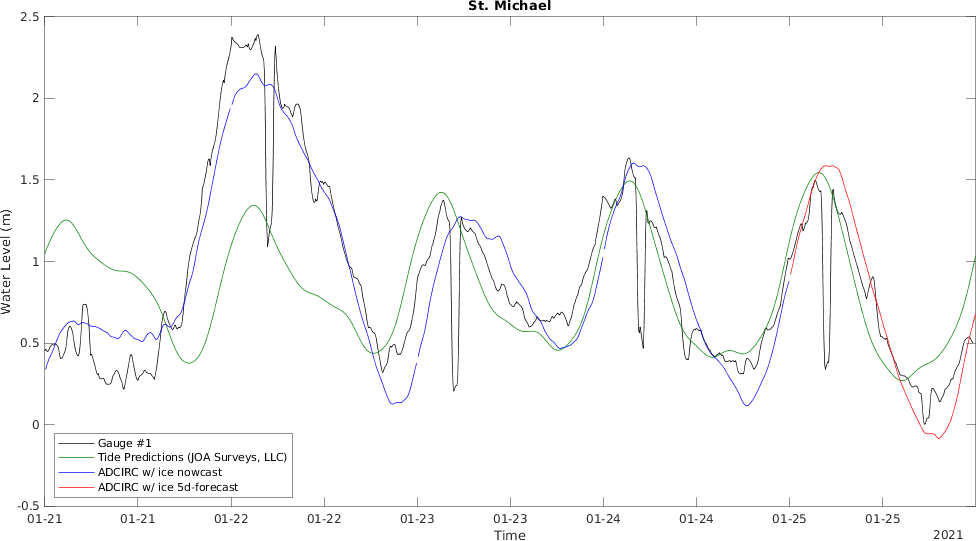 St. Michael
2.5
2
1.5
1
0.5
0
-0.5
Water Level (m)
Gauge #1
Tide Predictions (JOA Surveys, LLC)
ADCIRC w/ ice nowcast
ADCIRC w/ ice 5d-forecast
01-21 01-21 01-22 01-22 01-23 01-23 01-24 01-24 01-25 01-25
2021
Time